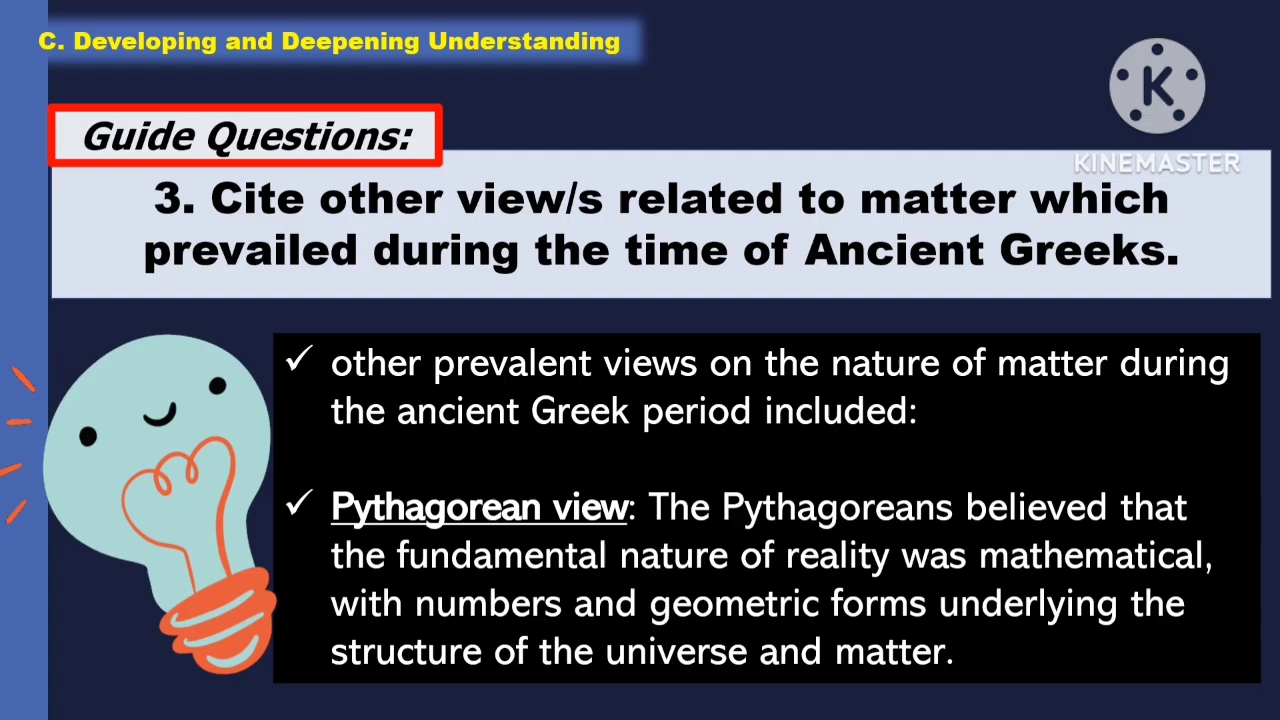 C. Developing and Deepening Understanding
K
KINEMASTER
Guide Questions:
3. Cite other view/s related to matter which
prevailed during the time of Ancient Greeks.
✓ other prevalent views on the nature of matter during
the ancient Greek period included:
✓ Pythagorean view: The Pythagoreans believed that
the fundamental nature of reality was mathematical,
with numbers and geometric forms underlying the
structure of the universe and matter.